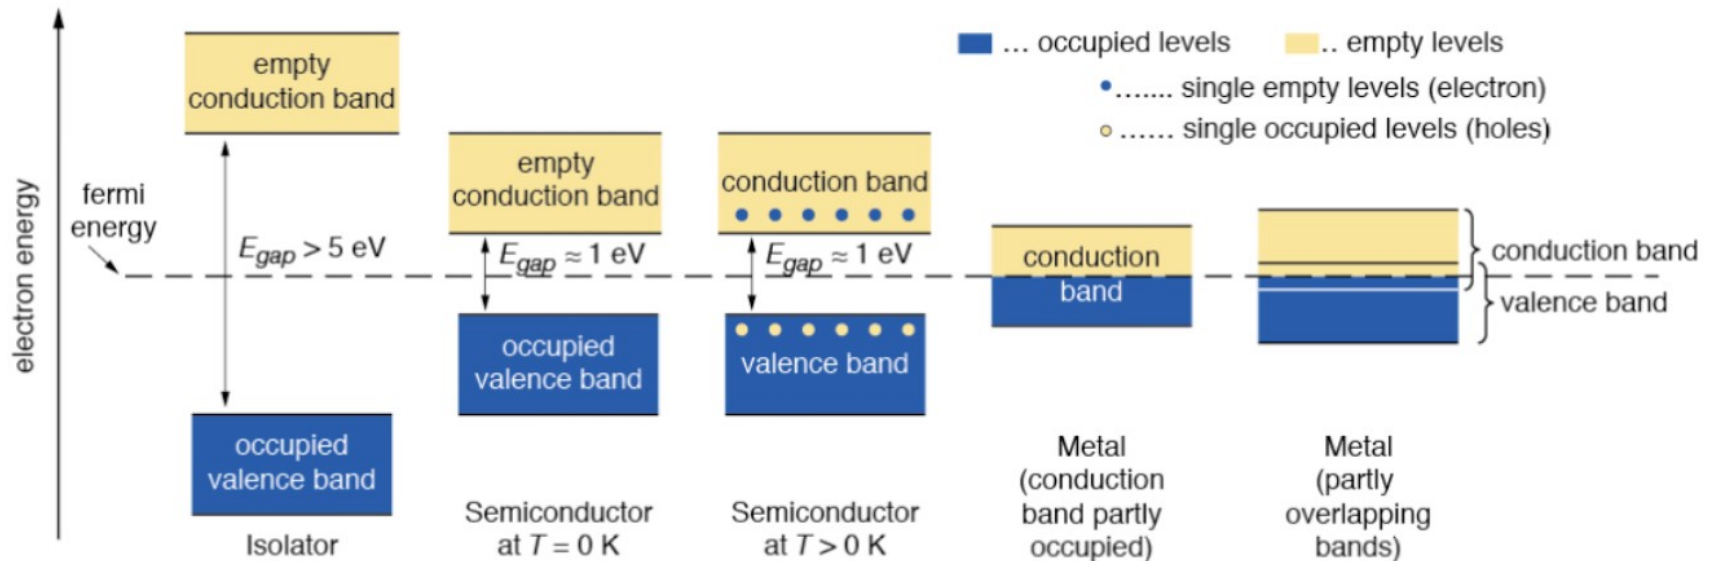 ... occupied levels
.. empty levels
....... single empty levels (electron)
...... single occupied levels (holes)
electron energy
fermi
energy
empty
conduction band
E_gap > 5 eV
occupied
valence band
Isolator
empty
conduction band
E_gap ≈ 1 eV
occupied
valence band
Semiconductor
at T = 0 K
conduction band
E_gap ≈ 1 eV
valence band
Semiconductor
at T > 0 K
conduction
band
Metal
(conduction
band partly
occupied)
conduction band
valence band
Metal
(partly
overlapping
bands)